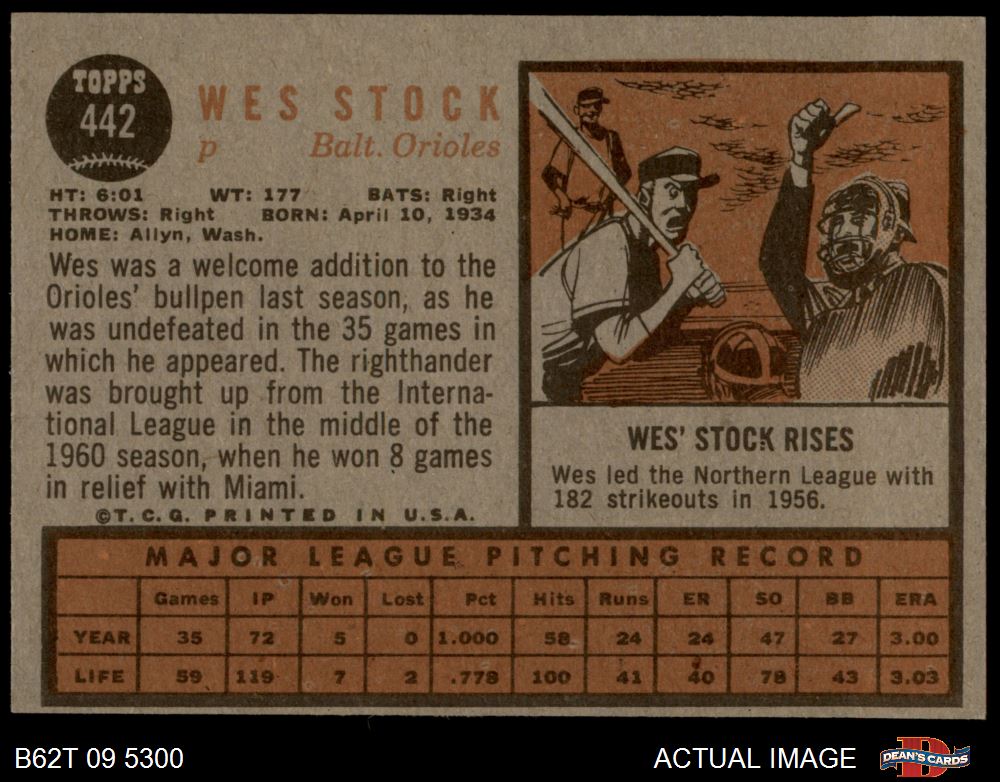 TOPPS
442
WES STOCK
p Balt. Orioles
HT: 6:01 WT: 177 BATS: Right
THROWS: Right BORN: April 10, 1934
HOME: Allyn, Wash.
Wes was a welcome addition to the
Orioles' bullpen last season, as he
was undefeated in the 35 games in
which he appeared. The righthander
was brought up from the Interna-
tional League in the middle of the
1960 season, when he won 8 games
in relief with Miami.
©T. C. G. PRINTED IN U.S.A.
WES' STOCK RISES
Wes led the Northern League with
182 strikeouts in 1956.
MAJOR LEAGUE PITCHING RECORD
Games IP Won Lost Pct Hits Runs ER SO BB ERA
YEAR 35 72 5 0 1.000 58 24 24 47 27 3.00
LIFE 59 119 7 2 .778 100 41 40 78 43 3.03
B62T 09 5300 ACTUAL IMAGE DEAN'S CARDS